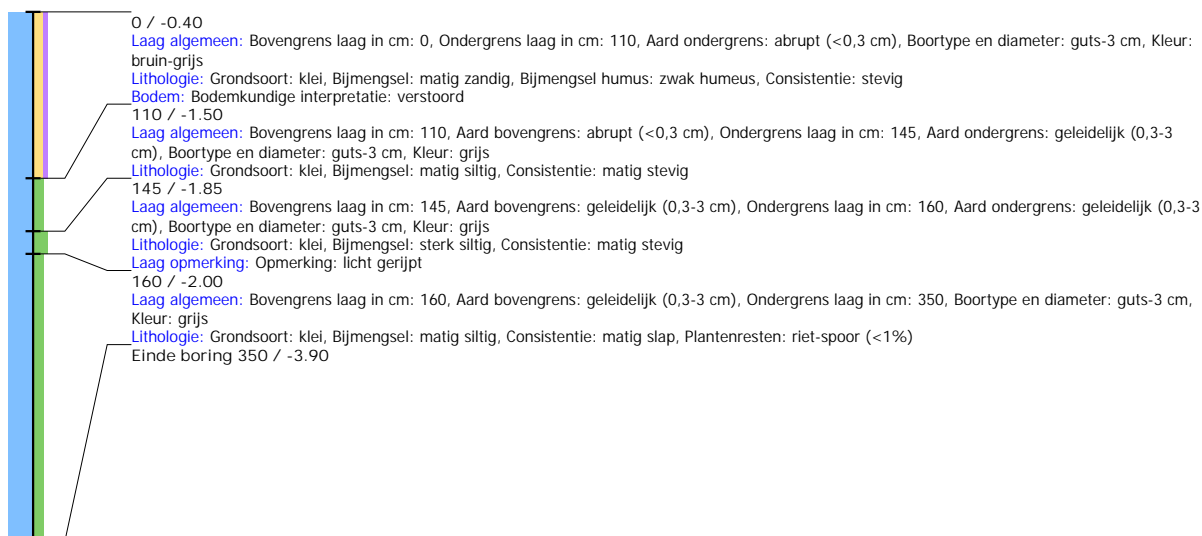 0 / -0.40
Laag algemeen: Bovengrens laag in cm: 0, Ondergrens laag in cm: 110, Aard ondergrens: abrupt (<0,3 cm), Boortype en diameter: guts-3 cm, Kleur:
bruin-grijs
Lithologie: Grondsoort: klei, Bijmengsel: matig zandig, Bijmengsel humus: zwak humeus, Consistentie: stevig
Bodem: Bodemkundige interpretatie: verstoord
110 / -1.50
Laag algemeen: Bovengrens laag in cm: 110, Aard bovengrens: abrupt (<0,3 cm), Ondergrens laag in cm: 145, Aard ondergrens: geleidelijk (0,3-3
cm), Boortype en diameter: guts-3 cm, Kleur: grijs
Lithologie: Grondsoort: klei, Bijmengsel: matig siltig, Consistentie: matig stevig
145 / -1.85
Laag algemeen: Bovengrens laag in cm: 145, Aard bovengrens: geleidelijk (0,3-3 cm), Ondergrens laag in cm: 160, Aard ondergrens: geleidelijk (0,3-3
cm), Boortype en diameter: guts-3 cm, Kleur: grijs
Lithologie: Grondsoort: klei, Bijmengsel: sterk siltig, Consistentie: matig stevig
Laag opmerking: Opmerking: licht gerijpt
160 / -2.00
Laag algemeen: Bovengrens laag in cm: 160, Aard bovengrens: geleidelijk (0,3-3 cm), Ondergrens laag in cm: 350, Boortype en diameter: guts-3 cm,
Kleur: grijs
Lithologie: Grondsoort: klei, Bijmengsel: matig siltig, Consistentie: matig slap, Plantenresten: riet-spoor (<1%)
Einde boring 350 / -3.90